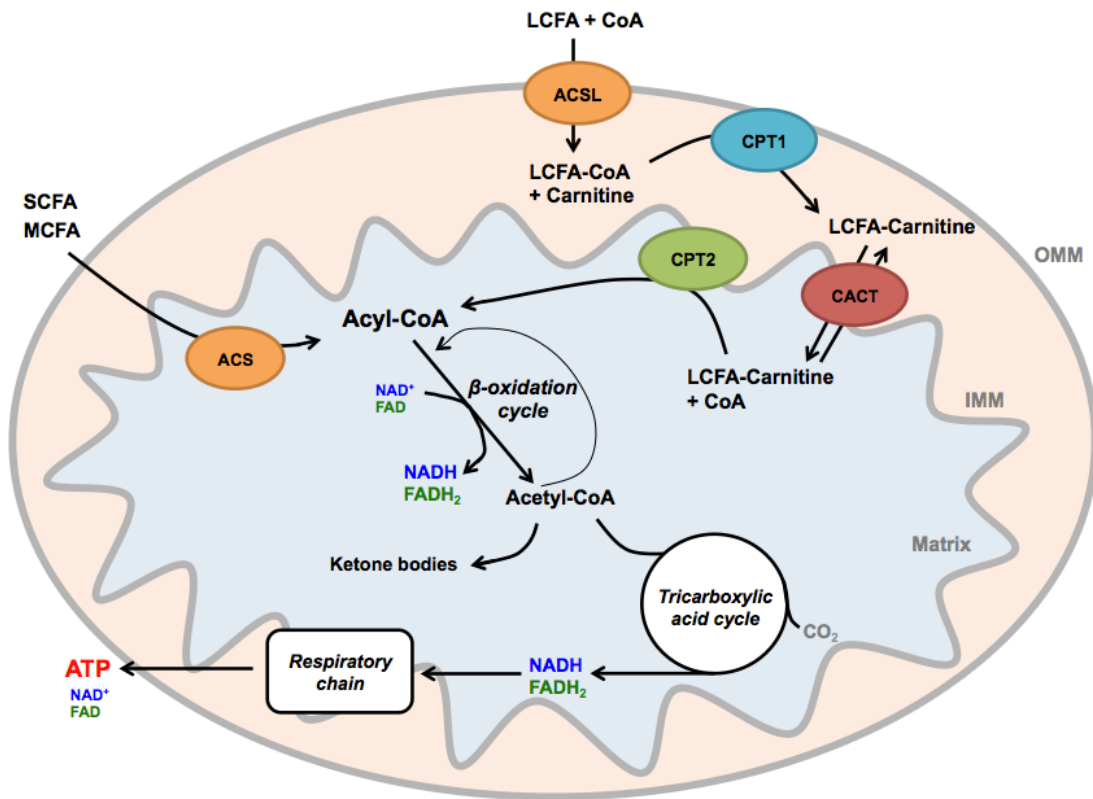 LCFA + CoA
ACSL
CPT1
LCFA-CoA
+ Carnitine
SCFA
MCFA
LCFA-Carnitine
OMM
CPT2
CACT
Acyl-CoA
ACS
LCFA-Carnitine
+ CoA
β-oxidation
cycle
NAD⁺
FAD
IMM
NADH
FADH₂
Acetyl-CoA
Matrix
Ketone bodies
Tricarboxylic
acid cycle
CO₂
Respiratory
chain
NADH
FADH₂
ATP
NAD⁺
FAD